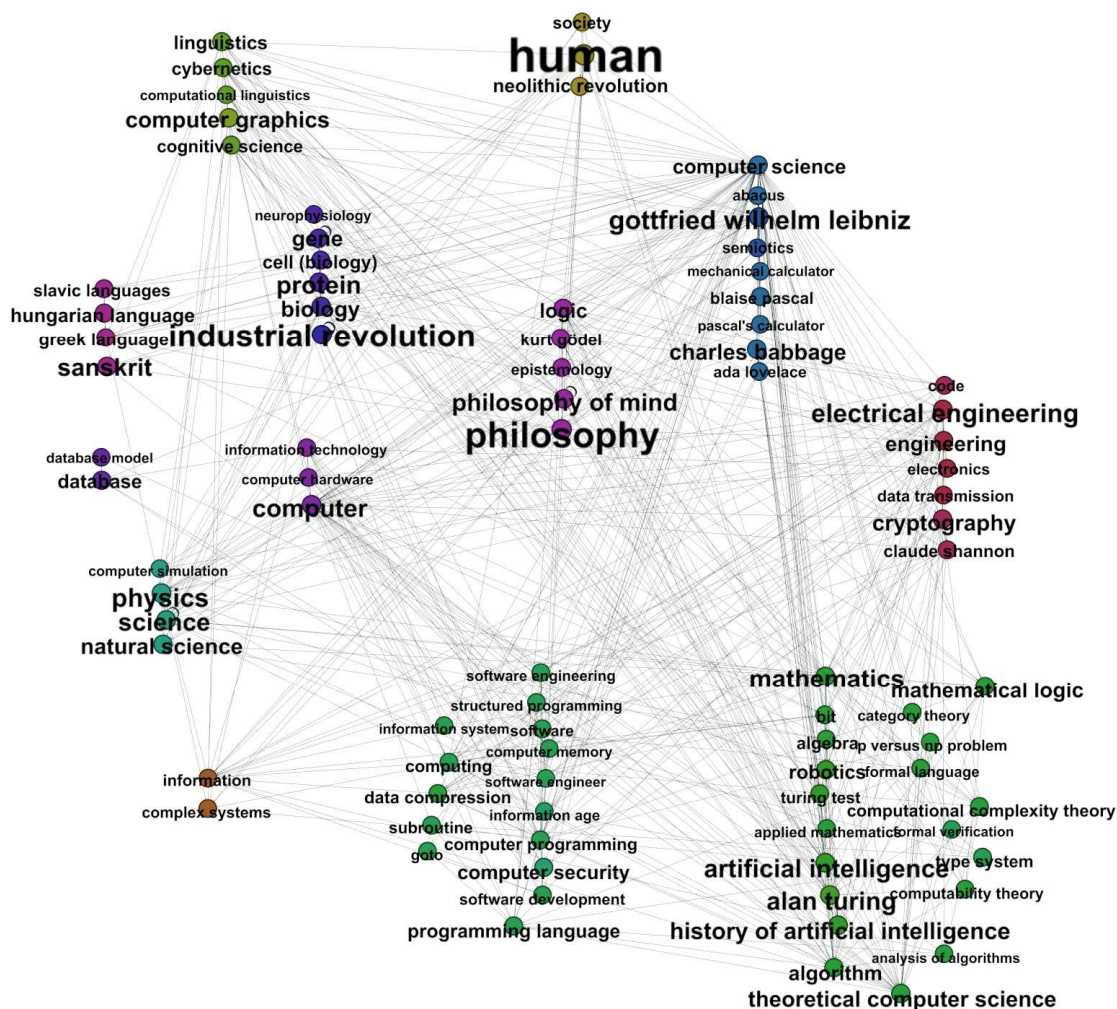 society
human
neolithic revolution
linguistics
cybernetics
computational linguistics
computer graphics
cognitive science
computer science
abacus
gottfried wilhelm leibniz
semiotics
mechanical calculator
blaise pascal
pascal's calculator
charles babbage
ada lovelace
neurophysiology
gene
cell (biology)
protein
biology
industrial revolution
slavic languages
hungarian language
greek language
sanskrit
logic
kurt gödel
epistemology
philosophy of mind
philosophy
code
electrical engineering
engineering
electronics
data transmission
cryptography
claude shannon
database model
database
information technology
computer hardware
computer
computer simulation
physics
science
natural science
information
complex systems
software engineering
structured programming
information system
software
computer memory
computing
software engineer
data compression
information age
subroutine
computer programming
goto
computer security
software development
programming language
mathematics
mathematical logic
bit
category theory
algebra
p versus np problem
robotics
formal language
turing test
computational complexity theory
applied mathematics
formal verification
artificial intelligence
type system
alan turing
computability theory
history of artificial intelligence
analysis of algorithms
algorithm
theoretical computer science